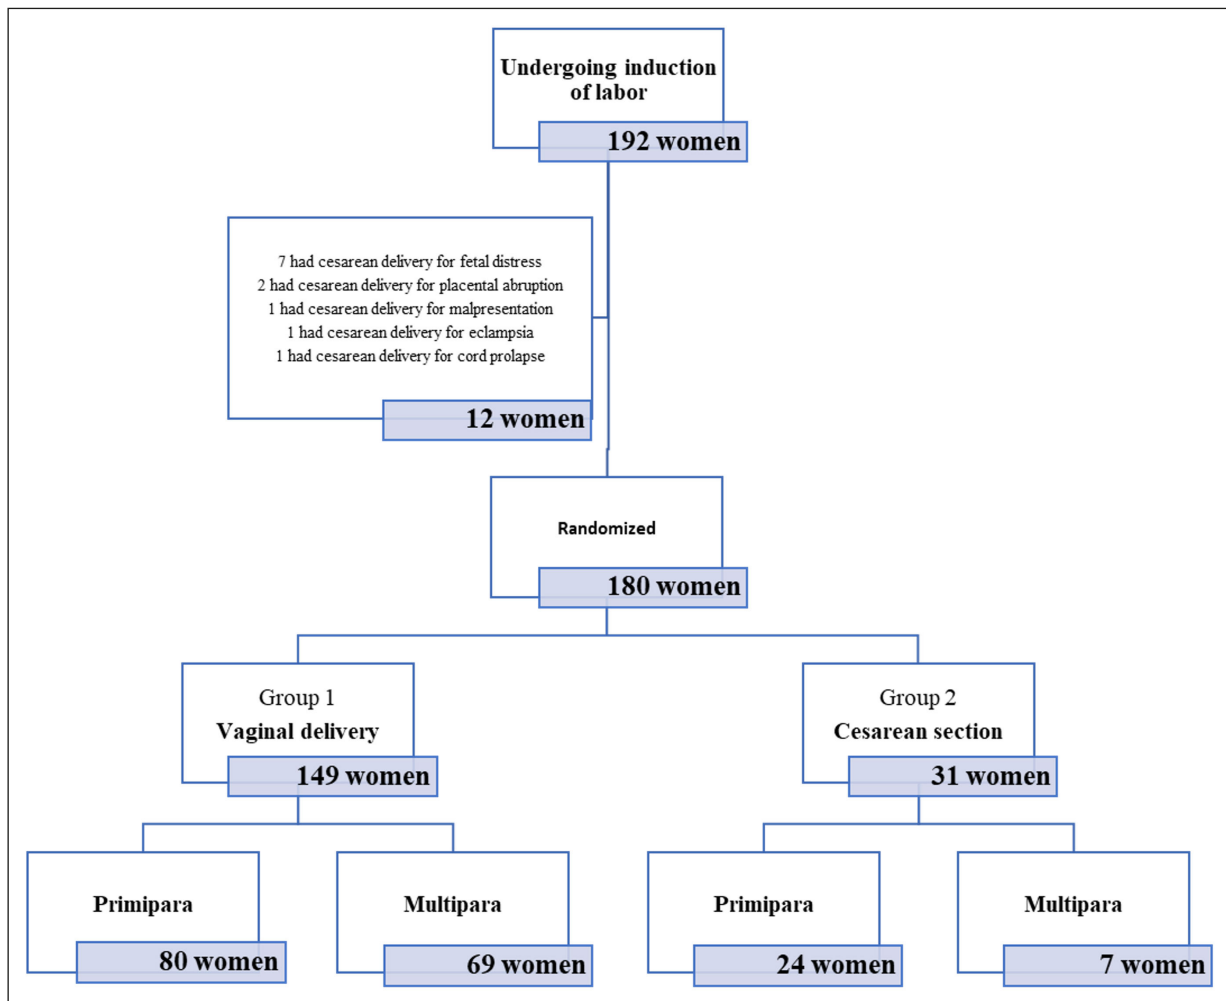 Undergoing induction
of labor
192 women
7 had cesarean delivery for fetal distress
2 had cesarean delivery for placental abruption
1 had cesarean delivery for malpresentation
1 had cesarean delivery for eclampsia
1 had cesarean delivery for cord prolapse
12 women
Randomized
180 women
Group 1
Vaginal delivery
149 women
Group 2
Cesarean section
31 women
Primipara
80 women
Multipara
69 women
Primipara
24 women
Multipara
7 women